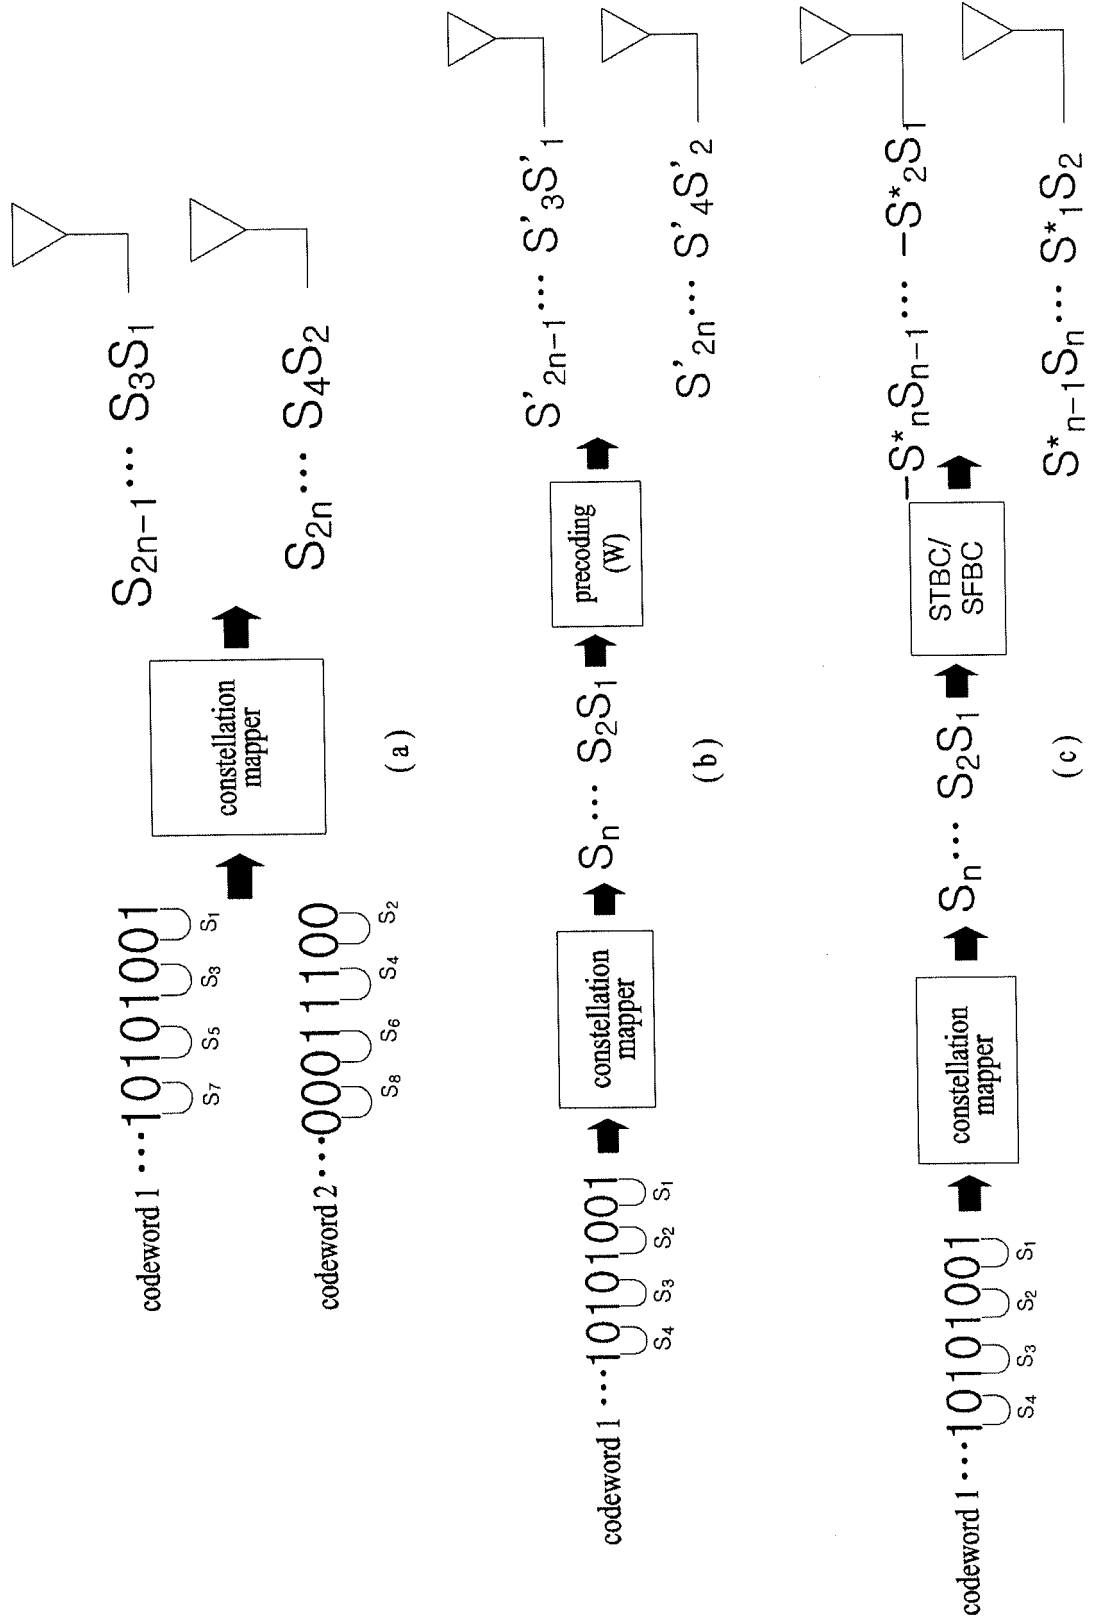 codeword 1 ···10101001
S7 S5 S3 S1
codeword 2 ····00011100
S8 S6 S4 S2
constellation
mapper
S2n-1··· S3S1
S2n··· S4S2
(a)
codeword 1 ···10101001
S4 S3 S2 S1
constellation
mapper
Sn··· S2S1
precoding
(W)
S'2n-1··· S'3S'1
S'2n··· S'4S'2
(b)
codeword 1 ···10101001
S4 S3 S2 S1
constellation
mapper
Sn··· S2S1
STBC/
SFBC
-S*nSn-1··· -S*2S1
S*n-1Sn··· S*1S2
(c)